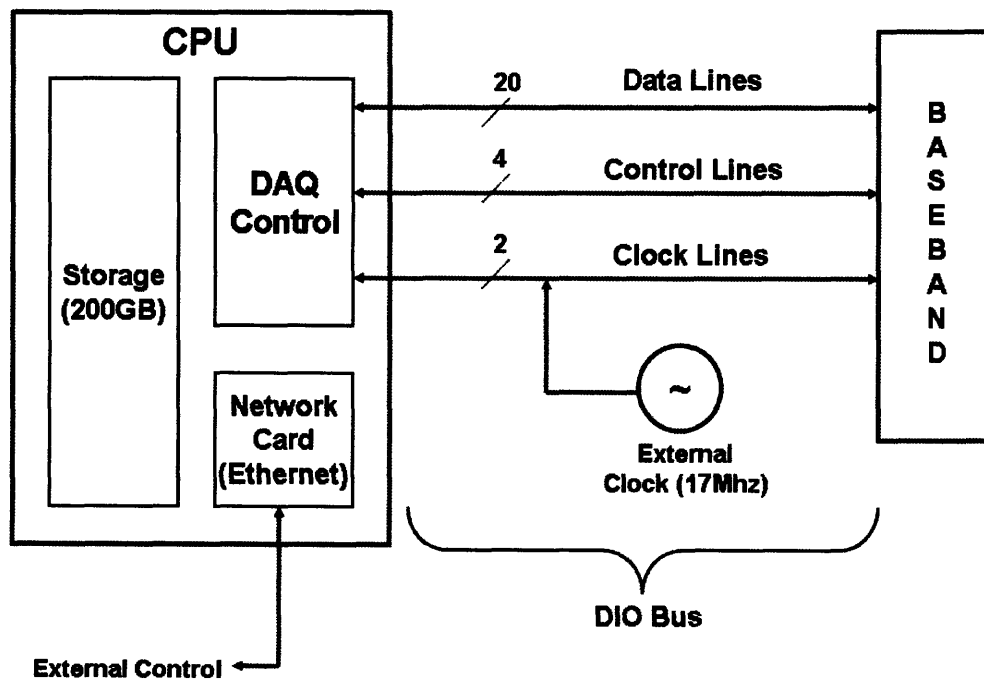 CPU
Storage
(200GB)
DAQ
Control
Network
Card
(Ethernet)
20
Data Lines
4
Control Lines
2
Clock Lines
~
External
Clock (17Mhz)
BASEBAND
DIO Bus
External Control